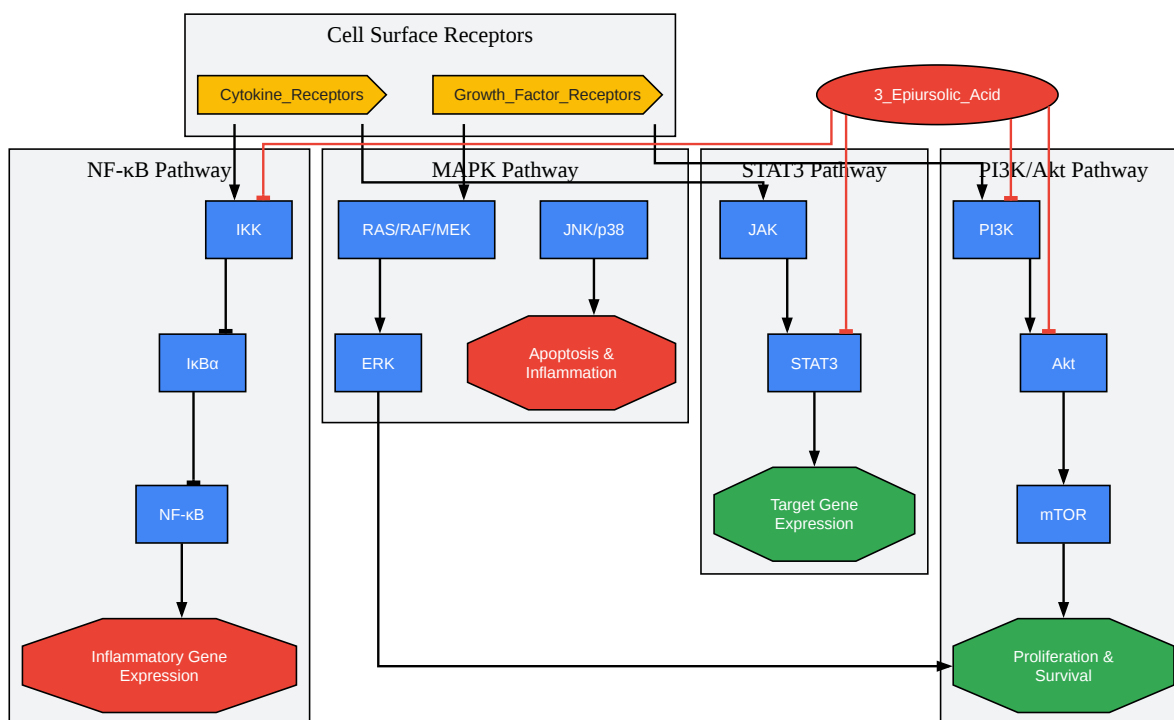 Cell Surface Receptors
Cytokine_Receptors
Growth_Factor_Receptors
3_Epiursolic_Acid
NF-κB Pathway
MAPK Pathway
STAT3 Pathway
PI3K/Akt Pathway
IKK
RAS/RAF/MEK
JNK/p38
JAK
PI3K
IκBα
ERK
Apoptosis &
Inflammation
STAT3
Akt
NF-κB
Target Gene
Expression
mTOR
Inflammatory Gene
Expression
Proliferation &
Survival